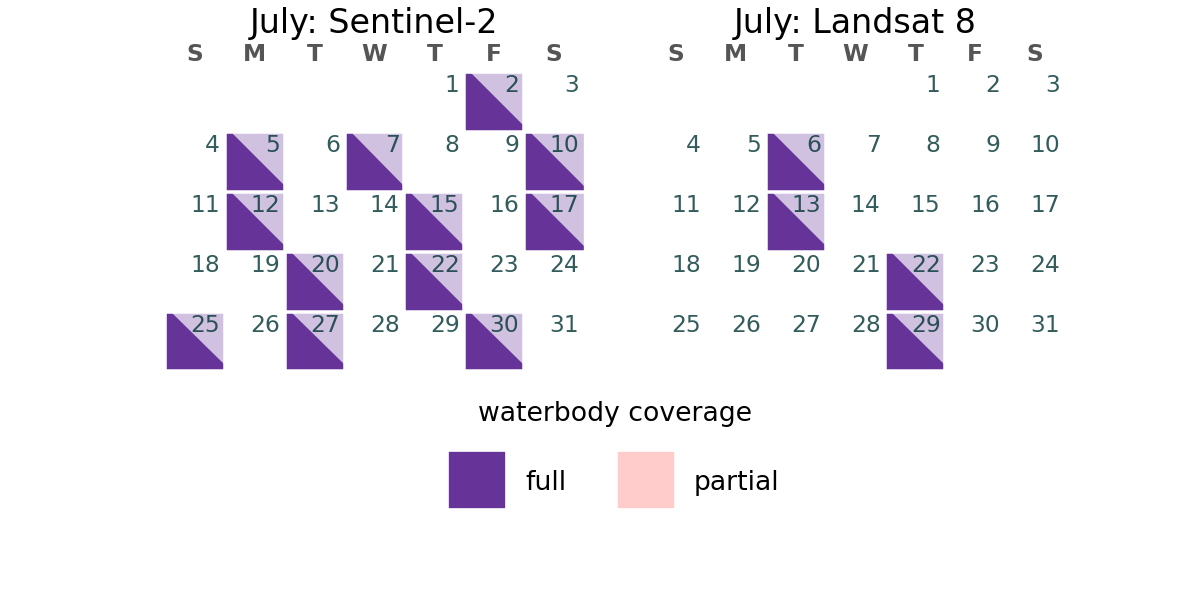 July: Sentinel-2
S M T W T F S
1 2 3
4 5 6 7 8 9 10
11 12 13 14 15 16 17
18 19 20 21 22 23 24
25 26 27 28 29 30 31
July: Landsat 8
S M T W T F S
1 2 3
4 5 6 7 8 9 10
11 12 13 14 15 16 17
18 19 20 21 22 23 24
25 26 27 28 29 30 31
waterbody coverage
full partial